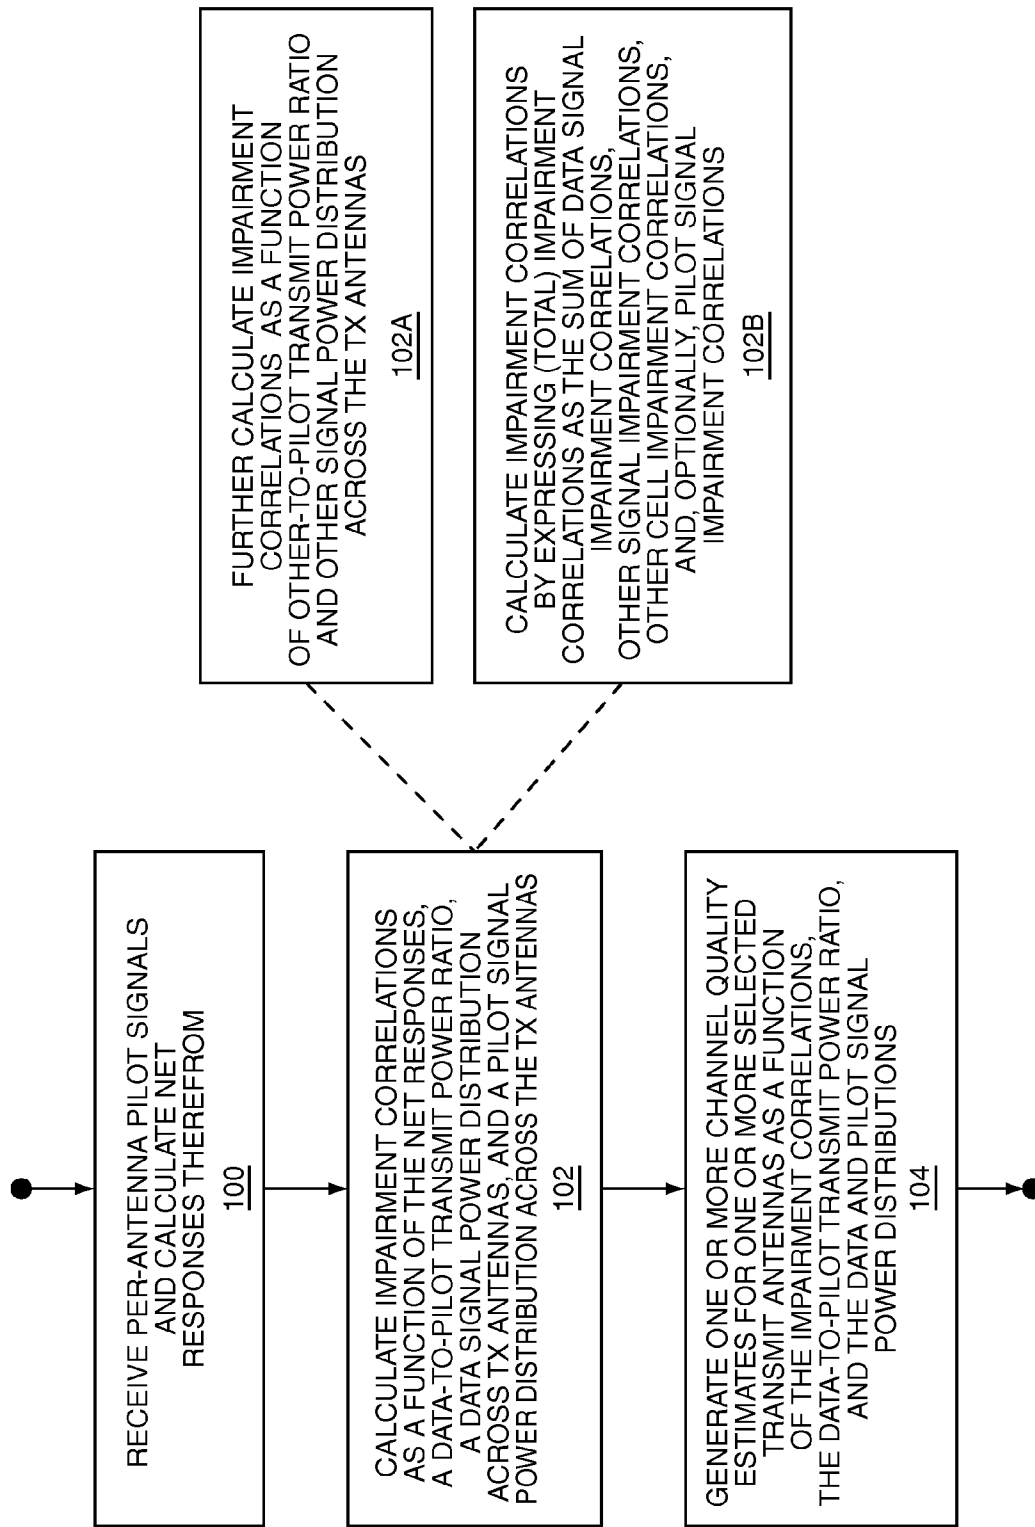 RECEIVE PER-ANTENNA PILOT SIGNALS
AND CALCULATE NET
RESPONSES THEREFROM
100
CALCULATE IMPAIRMENT CORRELATIONS
AS A FUNCTION OF THE NET RESPONSES,
A DATA-TO-PILOT TRANSMIT POWER RATIO,
A DATA SIGNAL POWER DISTRIBUTION
ACROSS TX ANTENNAS, AND A PILOT SIGNAL
POWER DISTRIBUTION ACROSS THE TX ANTENNAS
102
GENERATE ONE OR MORE CHANNEL QUALITY
ESTIMATES FOR ONE OR MORE SELECTED
TRANSMIT ANTENNAS AS A FUNCTION
OF THE IMPAIRMENT CORRELATIONS,
THE DATA-TO-PILOT TRANSMIT POWER RATIO,
AND THE DATA AND PILOT SIGNAL
POWER DISTRIBUTIONS
104
FURTHER CALCULATE IMPAIRMENT
CORRELATIONS AS A FUNCTION
OF OTHER-TO-PILOT TRANSMIT POWER RATIO
AND OTHER SIGNAL POWER DISTRIBUTION
ACROSS THE TX ANTENNAS
102A
CALCULATE IMPAIRMENT CORRELATIONS
BY EXPRESSING (TOTAL) IMPAIRMENT
CORRELATIONS AS THE SUM OF DATA SIGNAL
IMPAIRMENT CORRELATIONS,
OTHER SIGNAL IMPAIRMENT CORRELATIONS,
OTHER CELL IMPAIRMENT CORRELATIONS,
AND, OPTIONALLY, PILOT SIGNAL
IMPAIRMENT CORRELATIONS
102B